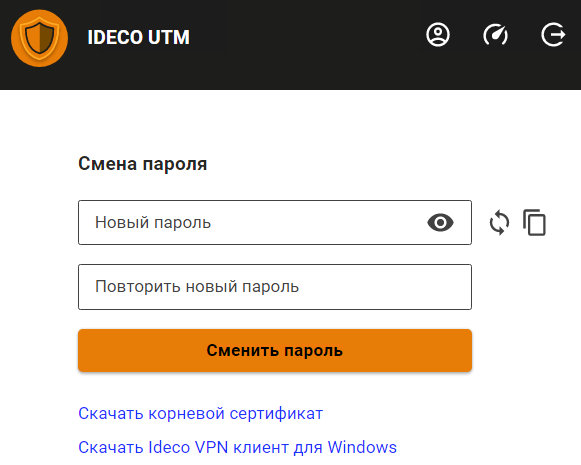 IDECO UTM
Смена пароля
Новый пароль
Повторить новый пароль
Сменить пароль
Скачать корневой сертификат
Скачать Ideco VPN клиент для Windows